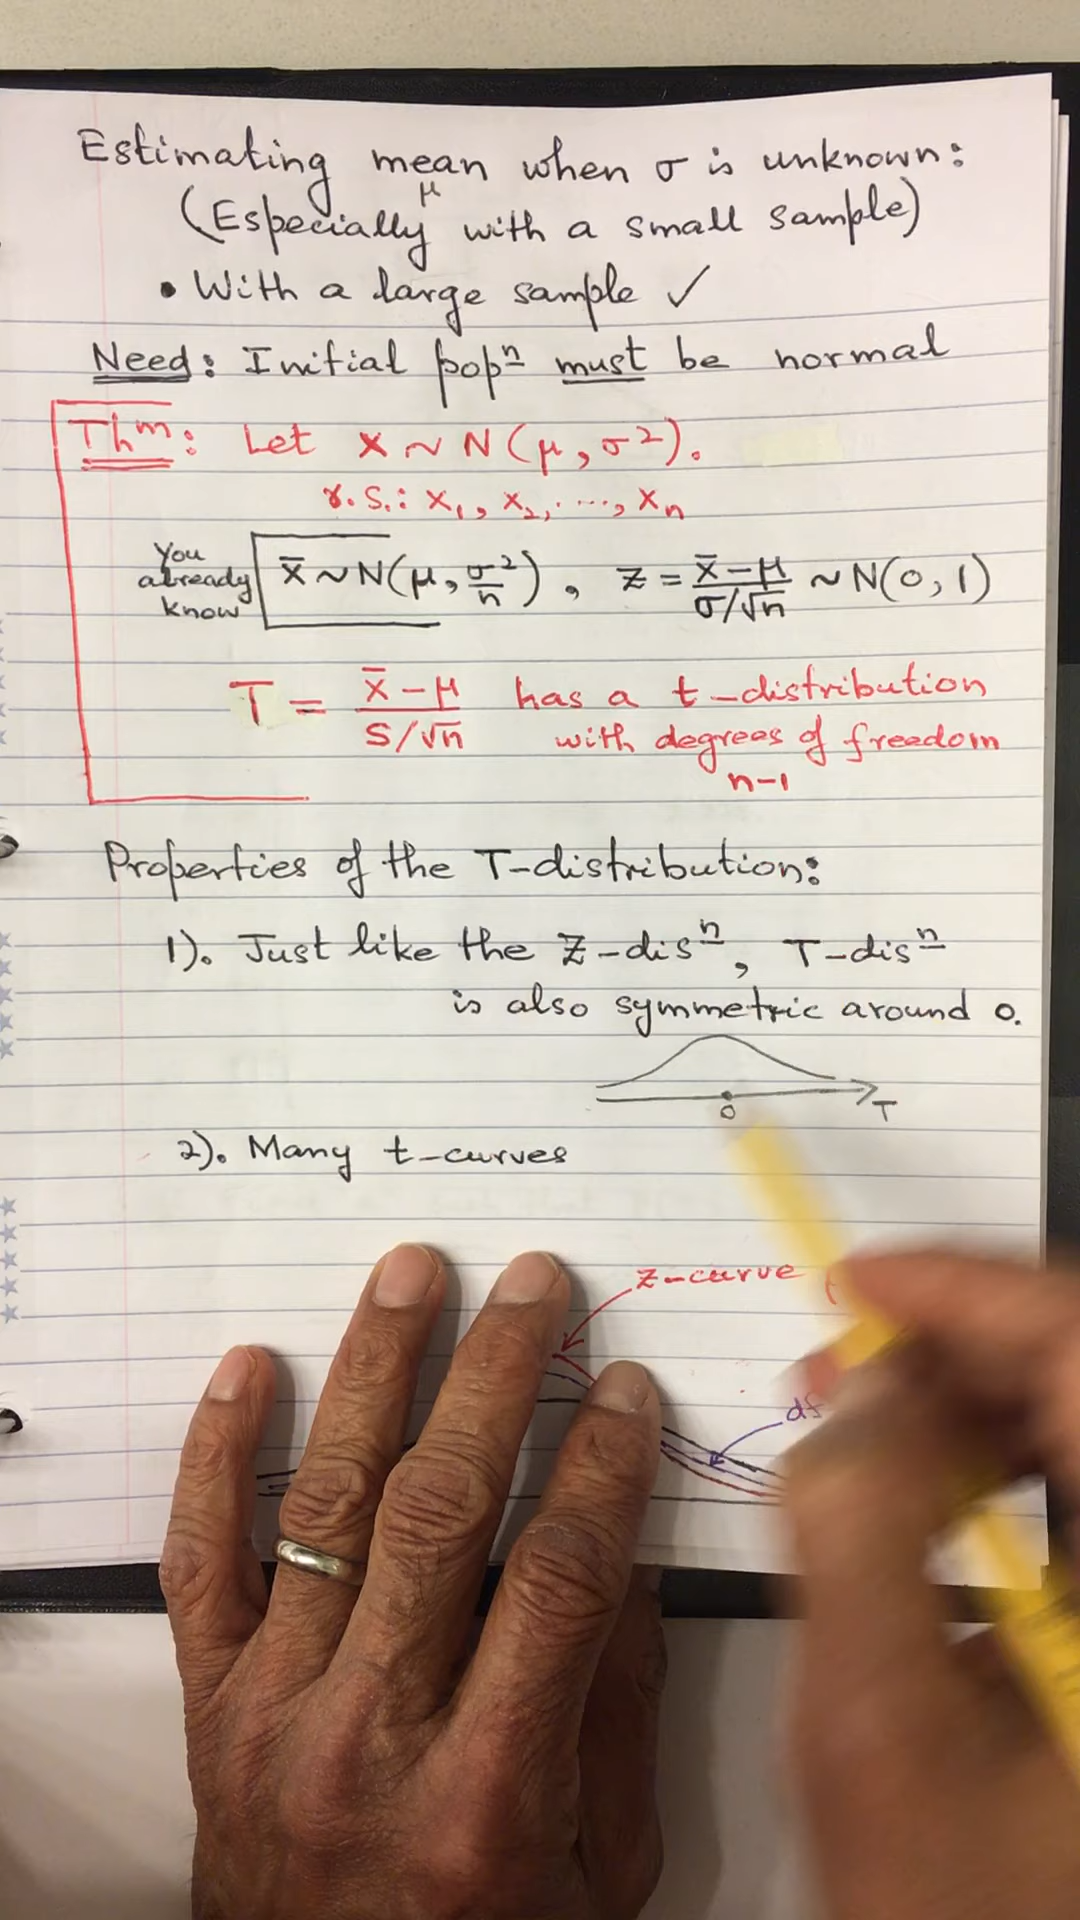 Estimating mean when σ is unknown:
μ
(Especially with a small sample)
• With a large sample ✓
Need: Initial popⁿ must be normal
Thᵐ: Let X ~ N(μ, σ²).
r.s.: X₁, X₂, ...., Xₙ
You already know
x̄ ~ N(μ, σ²/n), Z = (x̄ - μ)/(σ/√n) ~ N(0, 1)
T = (x̄ - μ)/(S/√n) has a t-distribution
with degrees of freedom
n-1
Properties of the T-distribution:
1). Just like the Z-disⁿ, T-disⁿ
is also symmetric around 0.
0
T
2). Many t-curves
Z-curve
df